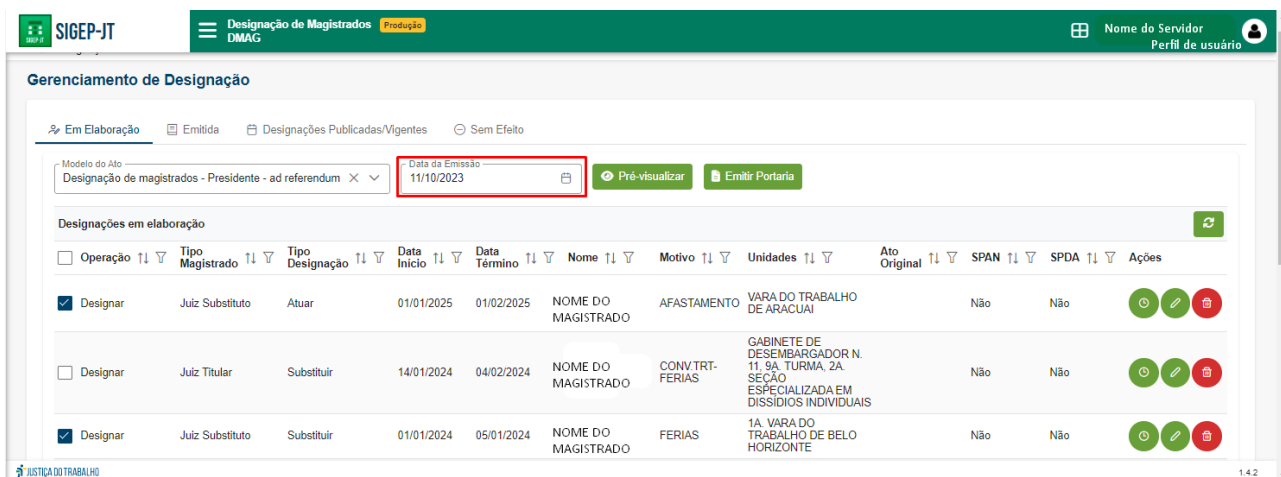 SIGEP-JT
SIGEP-JT
Designação de Magistrados Produção
DMAG
Nome do Servidor
Perfil de usuário
Gerenciamento de Designação
Em Elaboração Emitida Designações Publicadas/Vigentes Sem Efeito
Modelo do Ato
Designação de magistrados - Presidente - ad referendum
Data da Emissão
11/10/2023
Pré-visualizar
Emitir Portaria
Designações em elaboração
Operação Tipo Magistrado Tipo Designação Data Início Data Término Nome Motivo Unidades Ato Original SPAN SPDA Ações
Designar Juiz Substituto Atuar 01/01/2025 01/02/2025 NOME DO MAGISTRADO AFASTAMENTO VARA DO TRABALHO DE ARACUAI Não Não
Designar Juiz Titular Substituir 14/01/2024 04/02/2024 NOME DO MAGISTRADO CONV.TRT-FERIAS GABINETE DE DESEMBARGADOR N. 11, 9A. TURMA, 2A. SEÇÃO ESPECIALIZADA EM DISSÍDIOS INDIVIDUAIS Não Não
Designar Juiz Substituto Substituir 01/01/2024 05/01/2024 NOME DO MAGISTRADO FERIAS 1A. VARA DO TRABALHO DE BELO HORIZONTE Não Não
JUSTIÇA DO TRABALHO
1.4.2